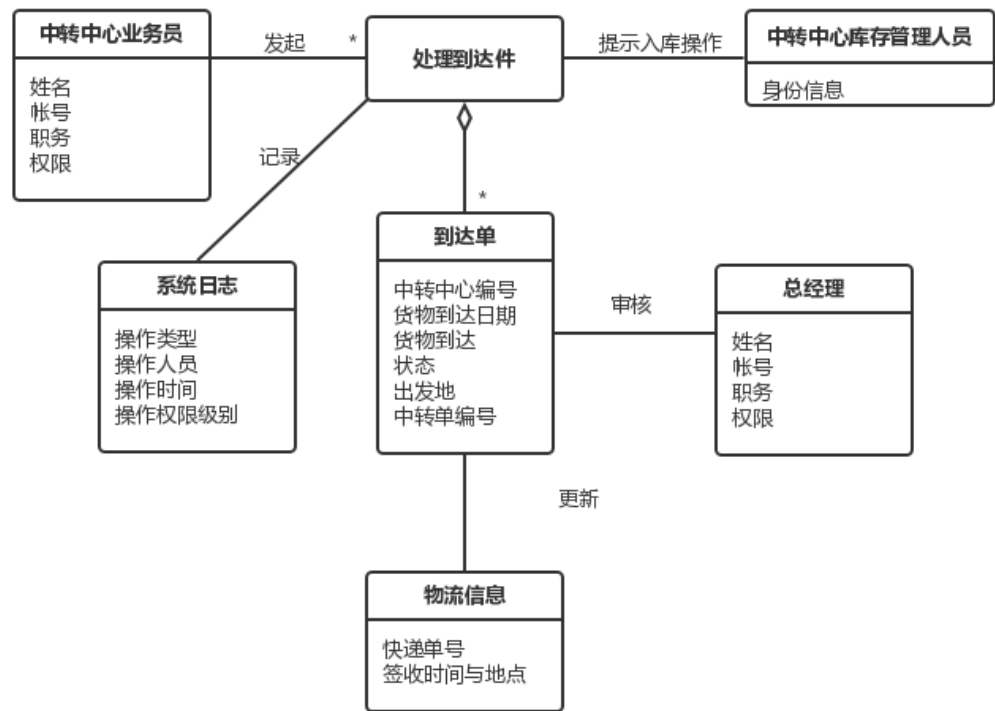 中转中心业务员
姓名
帐号
职务
权限
发起
*
处理到达件
提示入库操作
中转中心库存管理人员
身份信息
记录
*
系统日志
操作类型
操作人员
操作时间
操作权限级别
到达单
中转中心编号
货物到达日期
货物到达
状态
出发地
中转单编号
审核
总经理
姓名
帐号
职务
权限
更新
物流信息
快递单号
签收时间与地点